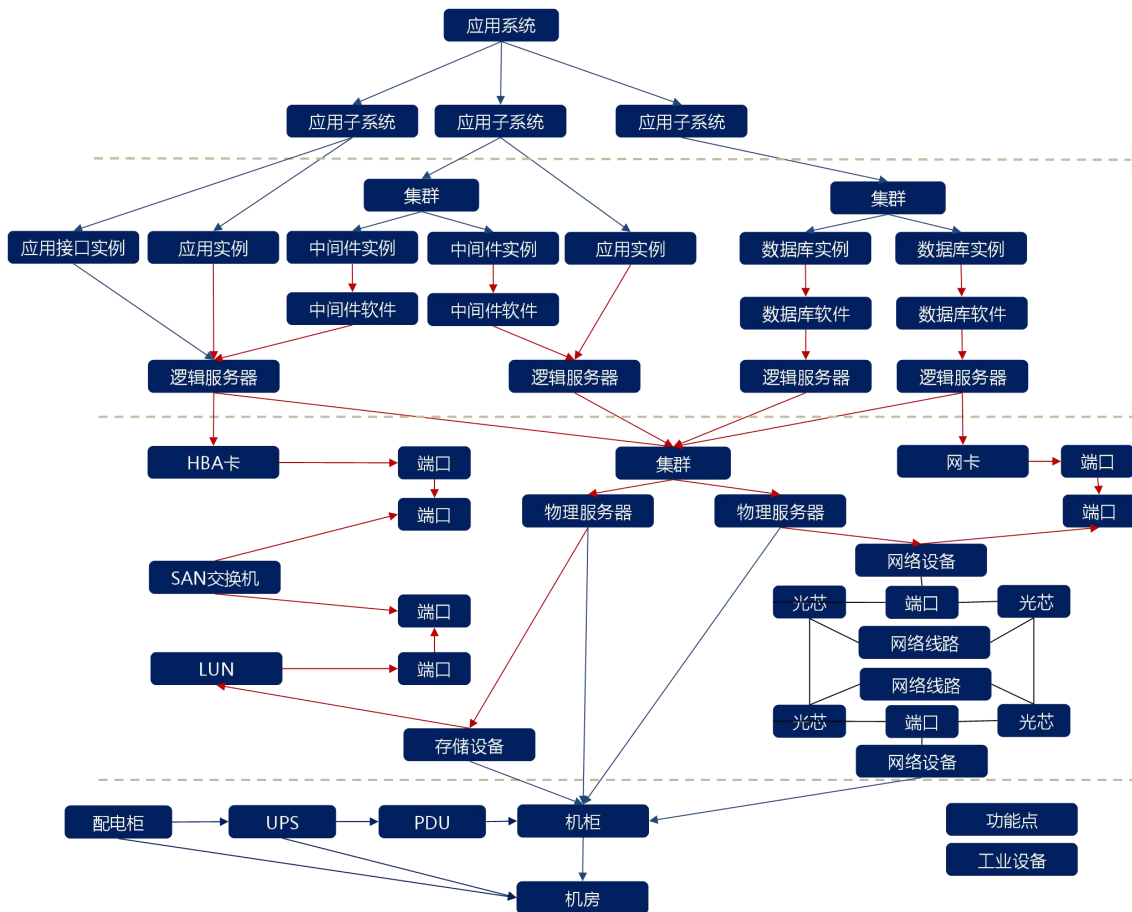 应用系统
应用子系统
应用子系统
应用子系统
集群
集群
应用接口实例
应用实例
中间件实例
中间件实例
应用实例
数据库实例
数据库实例
中间件软件
中间件软件
数据库软件
数据库软件
逻辑服务器
逻辑服务器
逻辑服务器
逻辑服务器
HBA卡
端口
集群
网卡
端口
端口
物理服务器
物理服务器
端口
网络设备
SAN交换机
端口
光芯
端口
光芯
网络线路
LUN
端口
网络线路
光芯
端口
光芯
存储设备
网络设备
配电柜
UPS
PDU
机柜
功能点
工业设备
机房